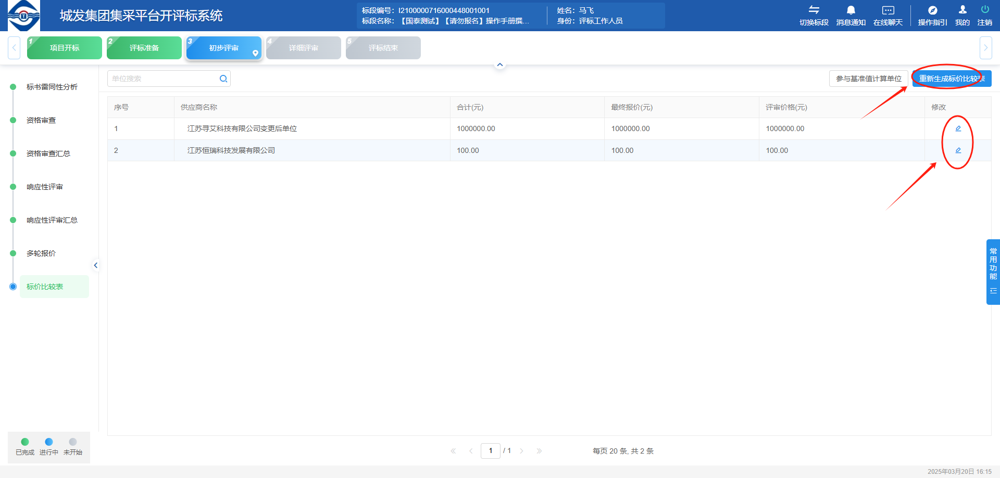 城发集团集采平台开评标系统
标段编号：I2100000716000448001001
标段名称：【国泰测试】【请勿报名】操作手册撰...
姓名：马飞
身份：评标工作人员
切换标段
消息通知
在线聊天
操作指引
我的
注销
1 项目开标
2 评标准备
3 初步评审
4 详细评审
5 评标结束
标书雷同性分析
资格审查
资格审查汇总
响应性评审
响应性评审汇总
多轮报价
标价比较表
单位搜索
参与基准值计算单位
重新生成标价比较表
序号 供应商名称 合计(元) 最终报价(元) 评审价格(元) 修改
1 江苏寻艾科技有限公司变更后单位 1000000.00 1000000.00 1000000.00
2 江苏恒瑞科技发展有限公司 100.00 100.00 100.00
常用功能
已完成
进行中
未开始
1 / 1
每页 20 条, 共 2 条
2025年03月20日 16:15